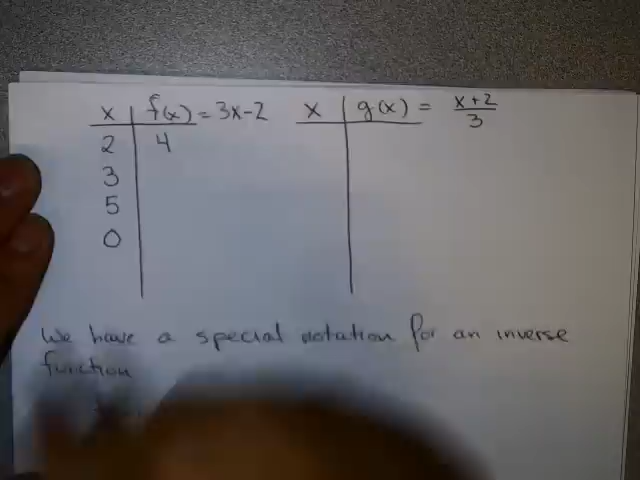 x f(x) = 3x-2 x g(x) = x+2/3
2 4
3
5
0
We have a special notation for an inverse
function